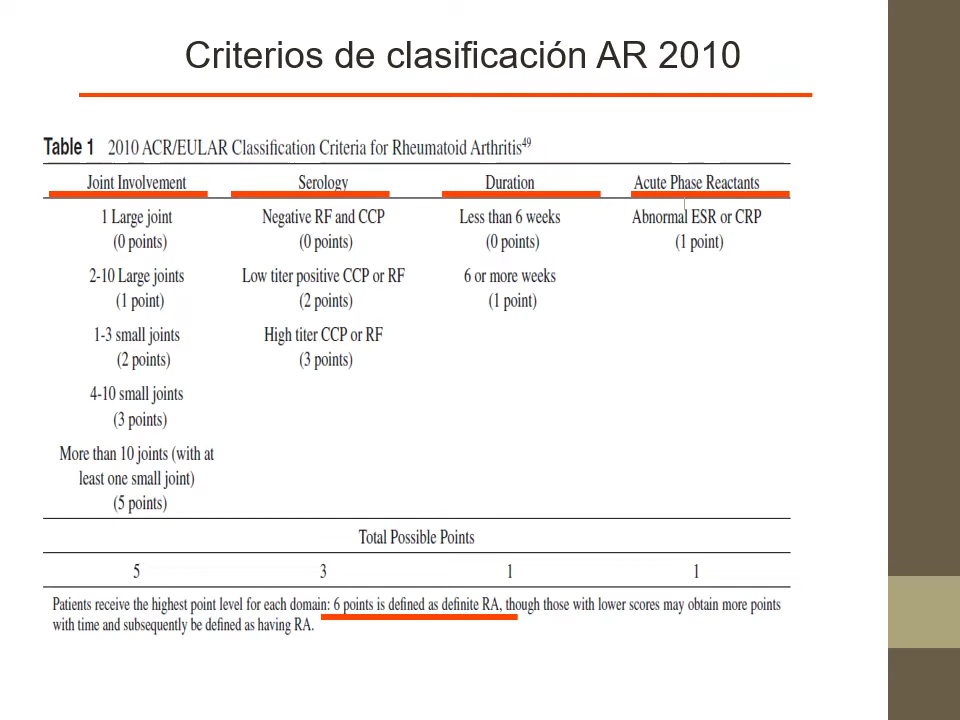 Criterios de clasificación AR 2010
Table 1 2010 ACR/EULAR Classification Criteria for Rheumatoid Arthritis49
Joint Involvement Serology Duration Acute Phase Reactants
1 Large joint Negative RF and CCP Less than 6 weeks Abnormal ESR or CRP
(0 points) (0 points) (0 points) (1 point)
2-10 Large joints Low titer positive CCP or RF 6 or more weeks
(1 point) (2 points) (1 point)
1-3 small joints High titer CCP or RF
(2 points) (3 points)
4-10 small joints
(3 points)
More than 10 joints (with at
least one small joint)
(5 points)
Total Possible Points
5 3 1 1
Patients receive the highest point level for each domain: 6 points is defined as definite RA, though those with lower scores may obtain more points
with time and subsequently be defined as having RA.